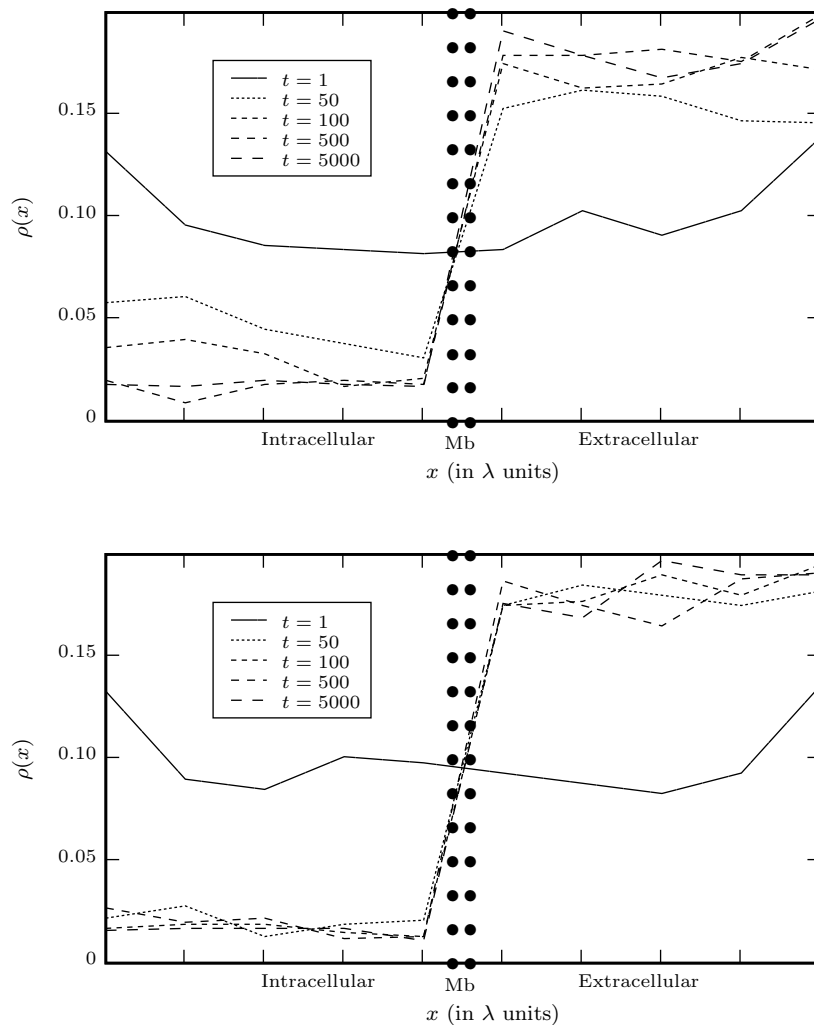 0.15
0.10
0.05
0
ρ(x)
t = 1
t = 50
t = 100
t = 500
t = 5000
Intracellular
Mb
Extracellular
x (in λ units)
0.15
0.10
0.05
0
ρ(x)
t = 1
t = 50
t = 100
t = 500
t = 5000
Intracellular
Mb
Extracellular
x (in λ units)